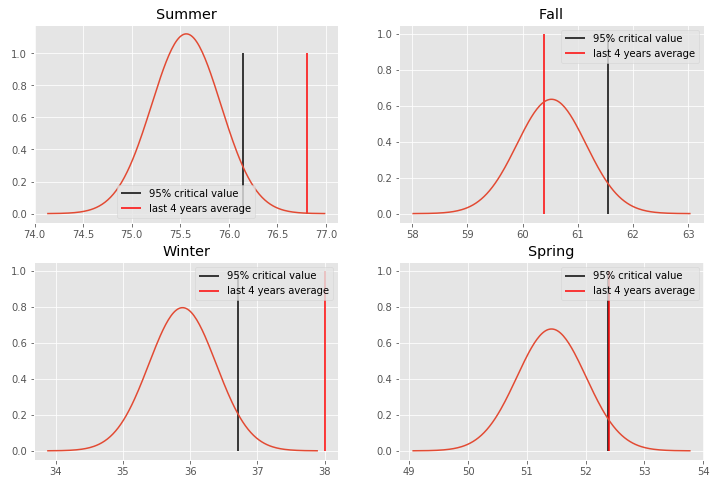 Summer
1.0
0.8
0.6
0.4
0.2
0.0
95% critical value
last 4 years average
74.0 74.5 75.0 75.5 76.0 76.5 77.0
Fall
1.0
0.8
0.6
0.4
0.2
0.0
95% critical value
last 4 years average
58 59 60 61 62 63
Winter
1.0
0.8
0.6
0.4
0.2
0.0
95% critical value
last 4 years average
34 35 36 37 38
Spring
1.0
0.8
0.6
0.4
0.2
0.0
95% critical value
last 4 years average
49 50 51 52 53 54